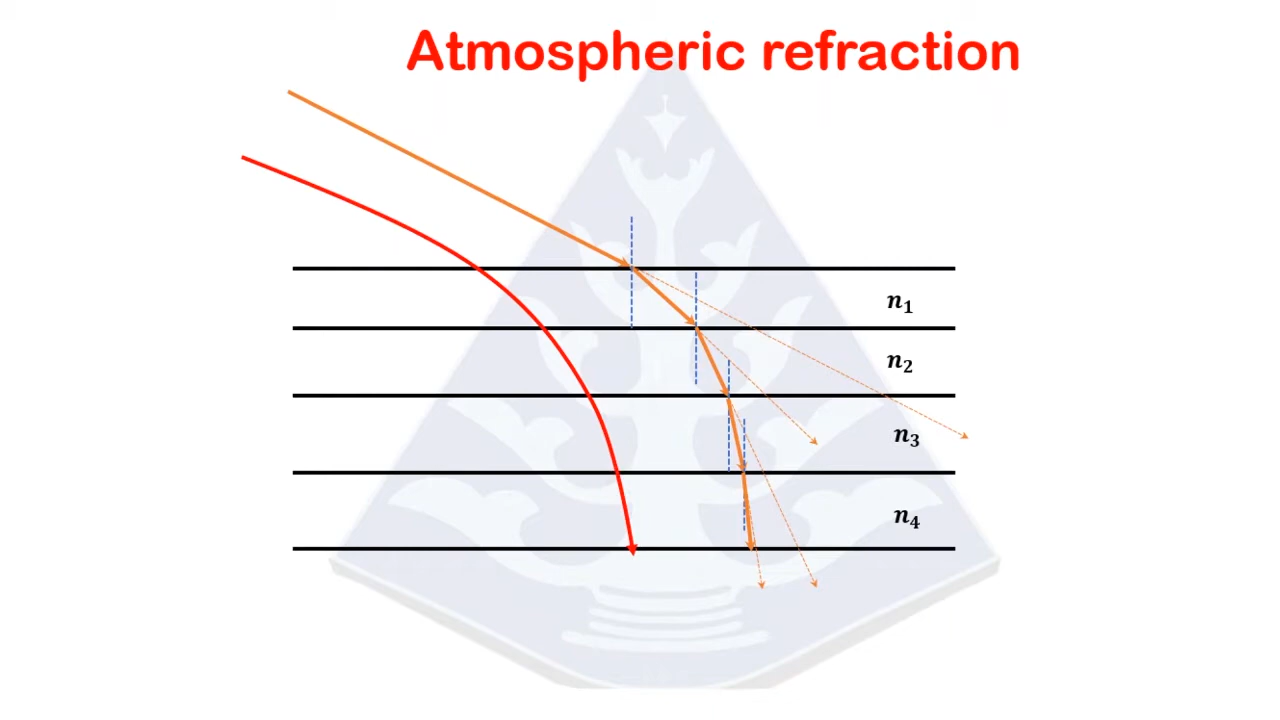 Atmospheric refraction
n₁
n₂
n₃
n₄